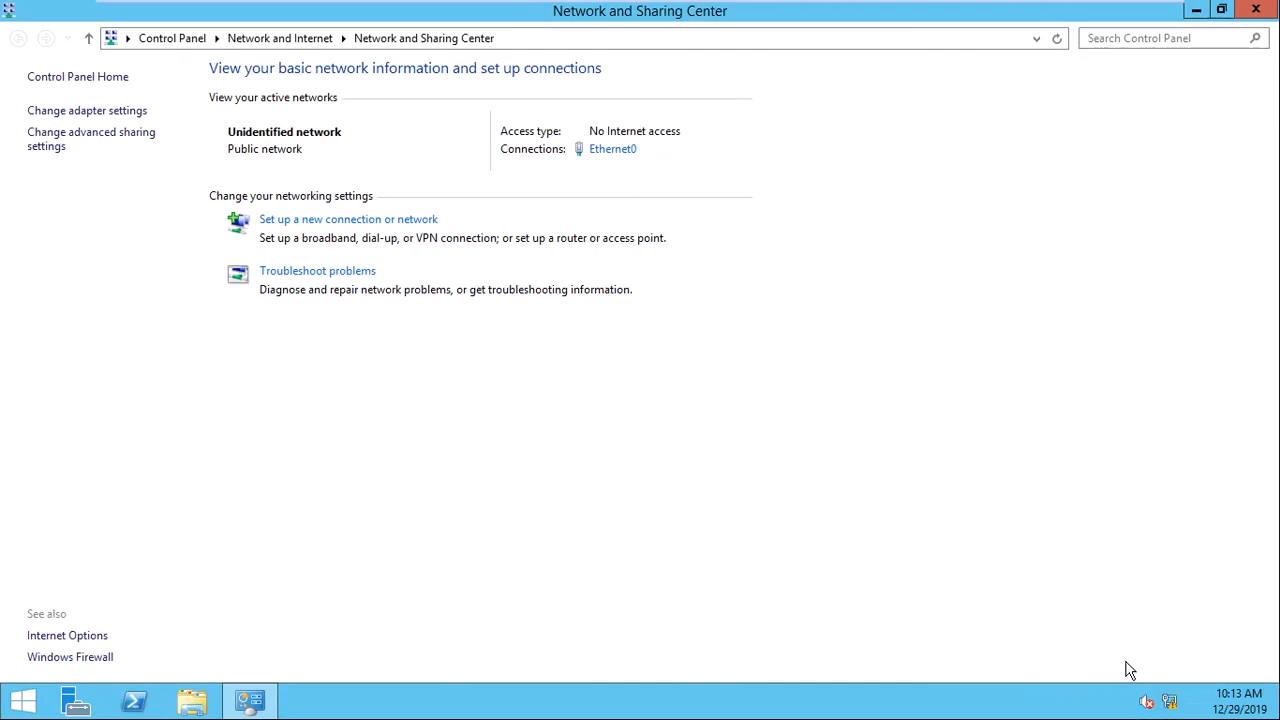 Network and Sharing Center
Control Panel
Network and Internet
Network and Sharing Center
Search Control Panel
Control Panel Home
Change adapter settings
Change advanced sharing
settings
View your basic network information and set up connections
View your active networks
Unidentified network
Public network
Access type: No Internet access
Connections: Ethernet0
Change your networking settings
Set up a new connection or network
Set up a broadband, dial-up, or VPN connection; or set up a router or access point.
Troubleshoot problems
Diagnose and repair network problems, or get troubleshooting information.
See also
Internet Options
Windows Firewall
10:13 AM
12/29/2019